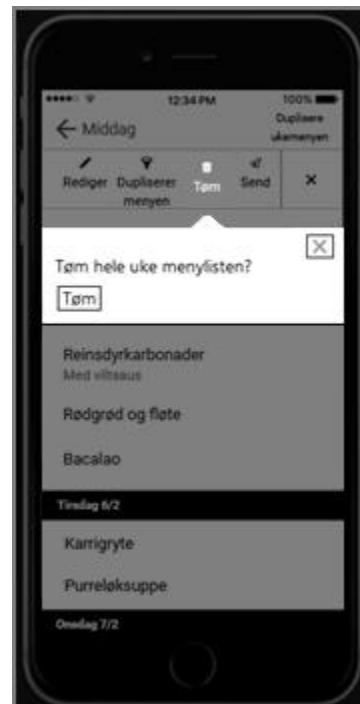 12:34 PM
100%
← Middag
Duplisere
ukemenyen
Rediger
Dupliserer
menyen
Tøm
Send
×
Tøm hele uke menylisten?
Tøm
Reinsdyrkarbonader
Med viltsaus
Rødgrød og fløte
Bacalao
Tirsdag 6/2
Karrigryte
Purreløksuppe
Onsdag 7/2